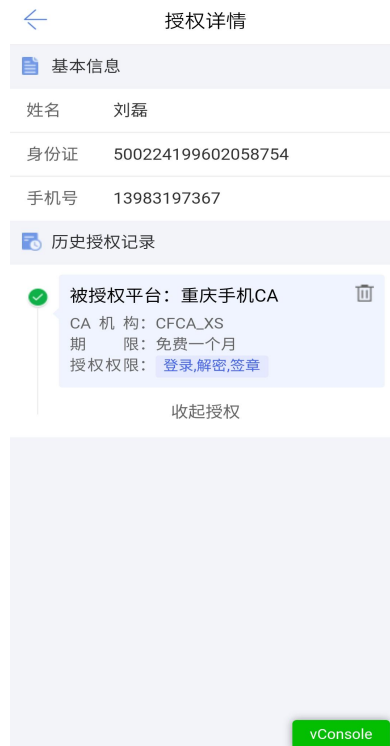 授权详情
基本信息
姓名 刘磊
身份证 500224199602058754
手机号 13983197367
历史授权记录
被授权平台：重庆手机CA
CA 机 构：CFCA_XS
期 限：免费一个月
授权权限： 登录,解密,签章
收起授权
vConsole